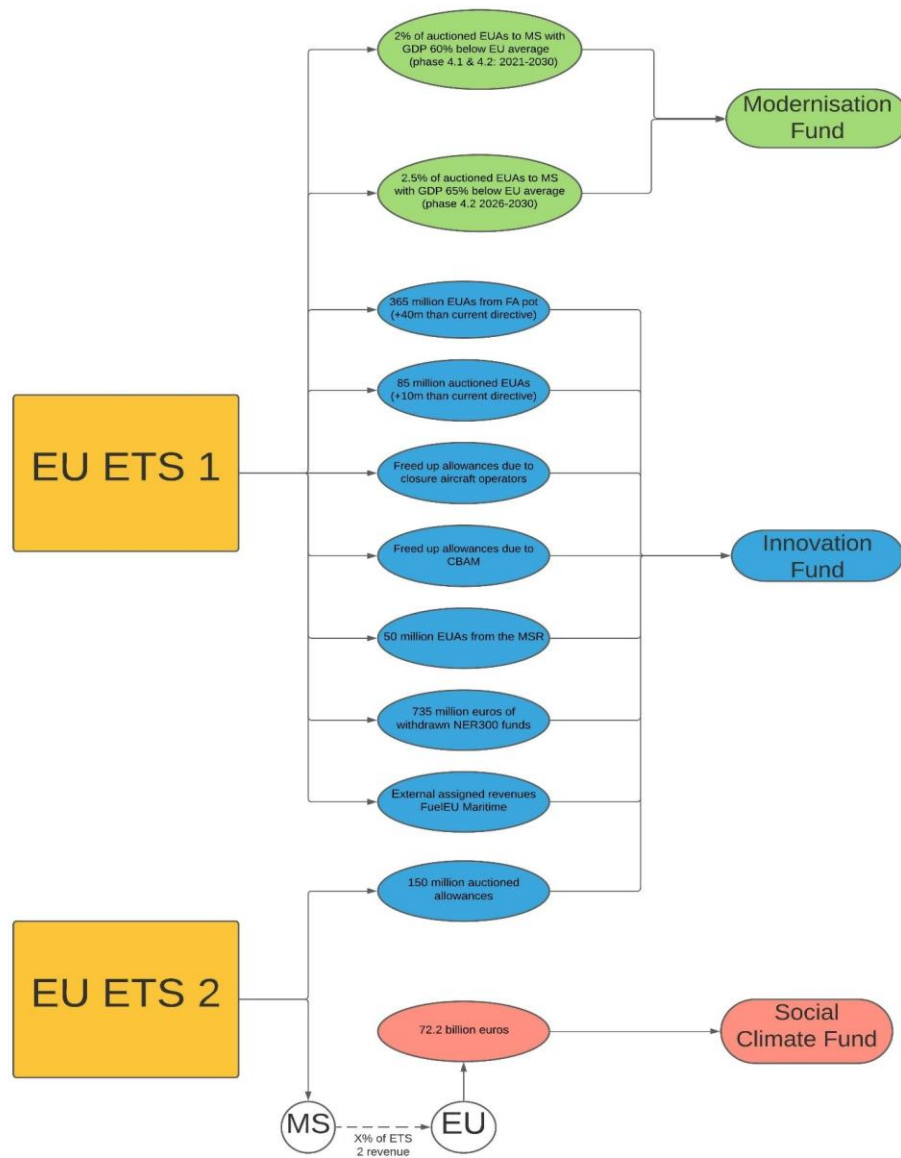 2% of auctioned EUAs to MS with
GDP 60% below EU average
(phase 4.1 & 4.2: 2021-2030)
Modernisation
Fund
2.5% of auctioned EUAs to MS
with GDP 65% below EU average
(phase 4.2 2026-2030)
365 million EUAs from FA pot
(+40m than current directive)
85 million auctioned EUAs
(+10m than current directive)
EU ETS 1
Freed up allowances due to
closure aircraft operators
Freed up allowances due to
CBAM
Innovation
Fund
50 million EUAs from the MSR
735 million euros of
withdrawn NER300 funds
External assigned revenues
FuelEU Maritime
150 million auctioned
allowances
EU ETS 2
72.2 billion euros
Social
Climate Fund
MS
X% of ETS
2 revenue
EU